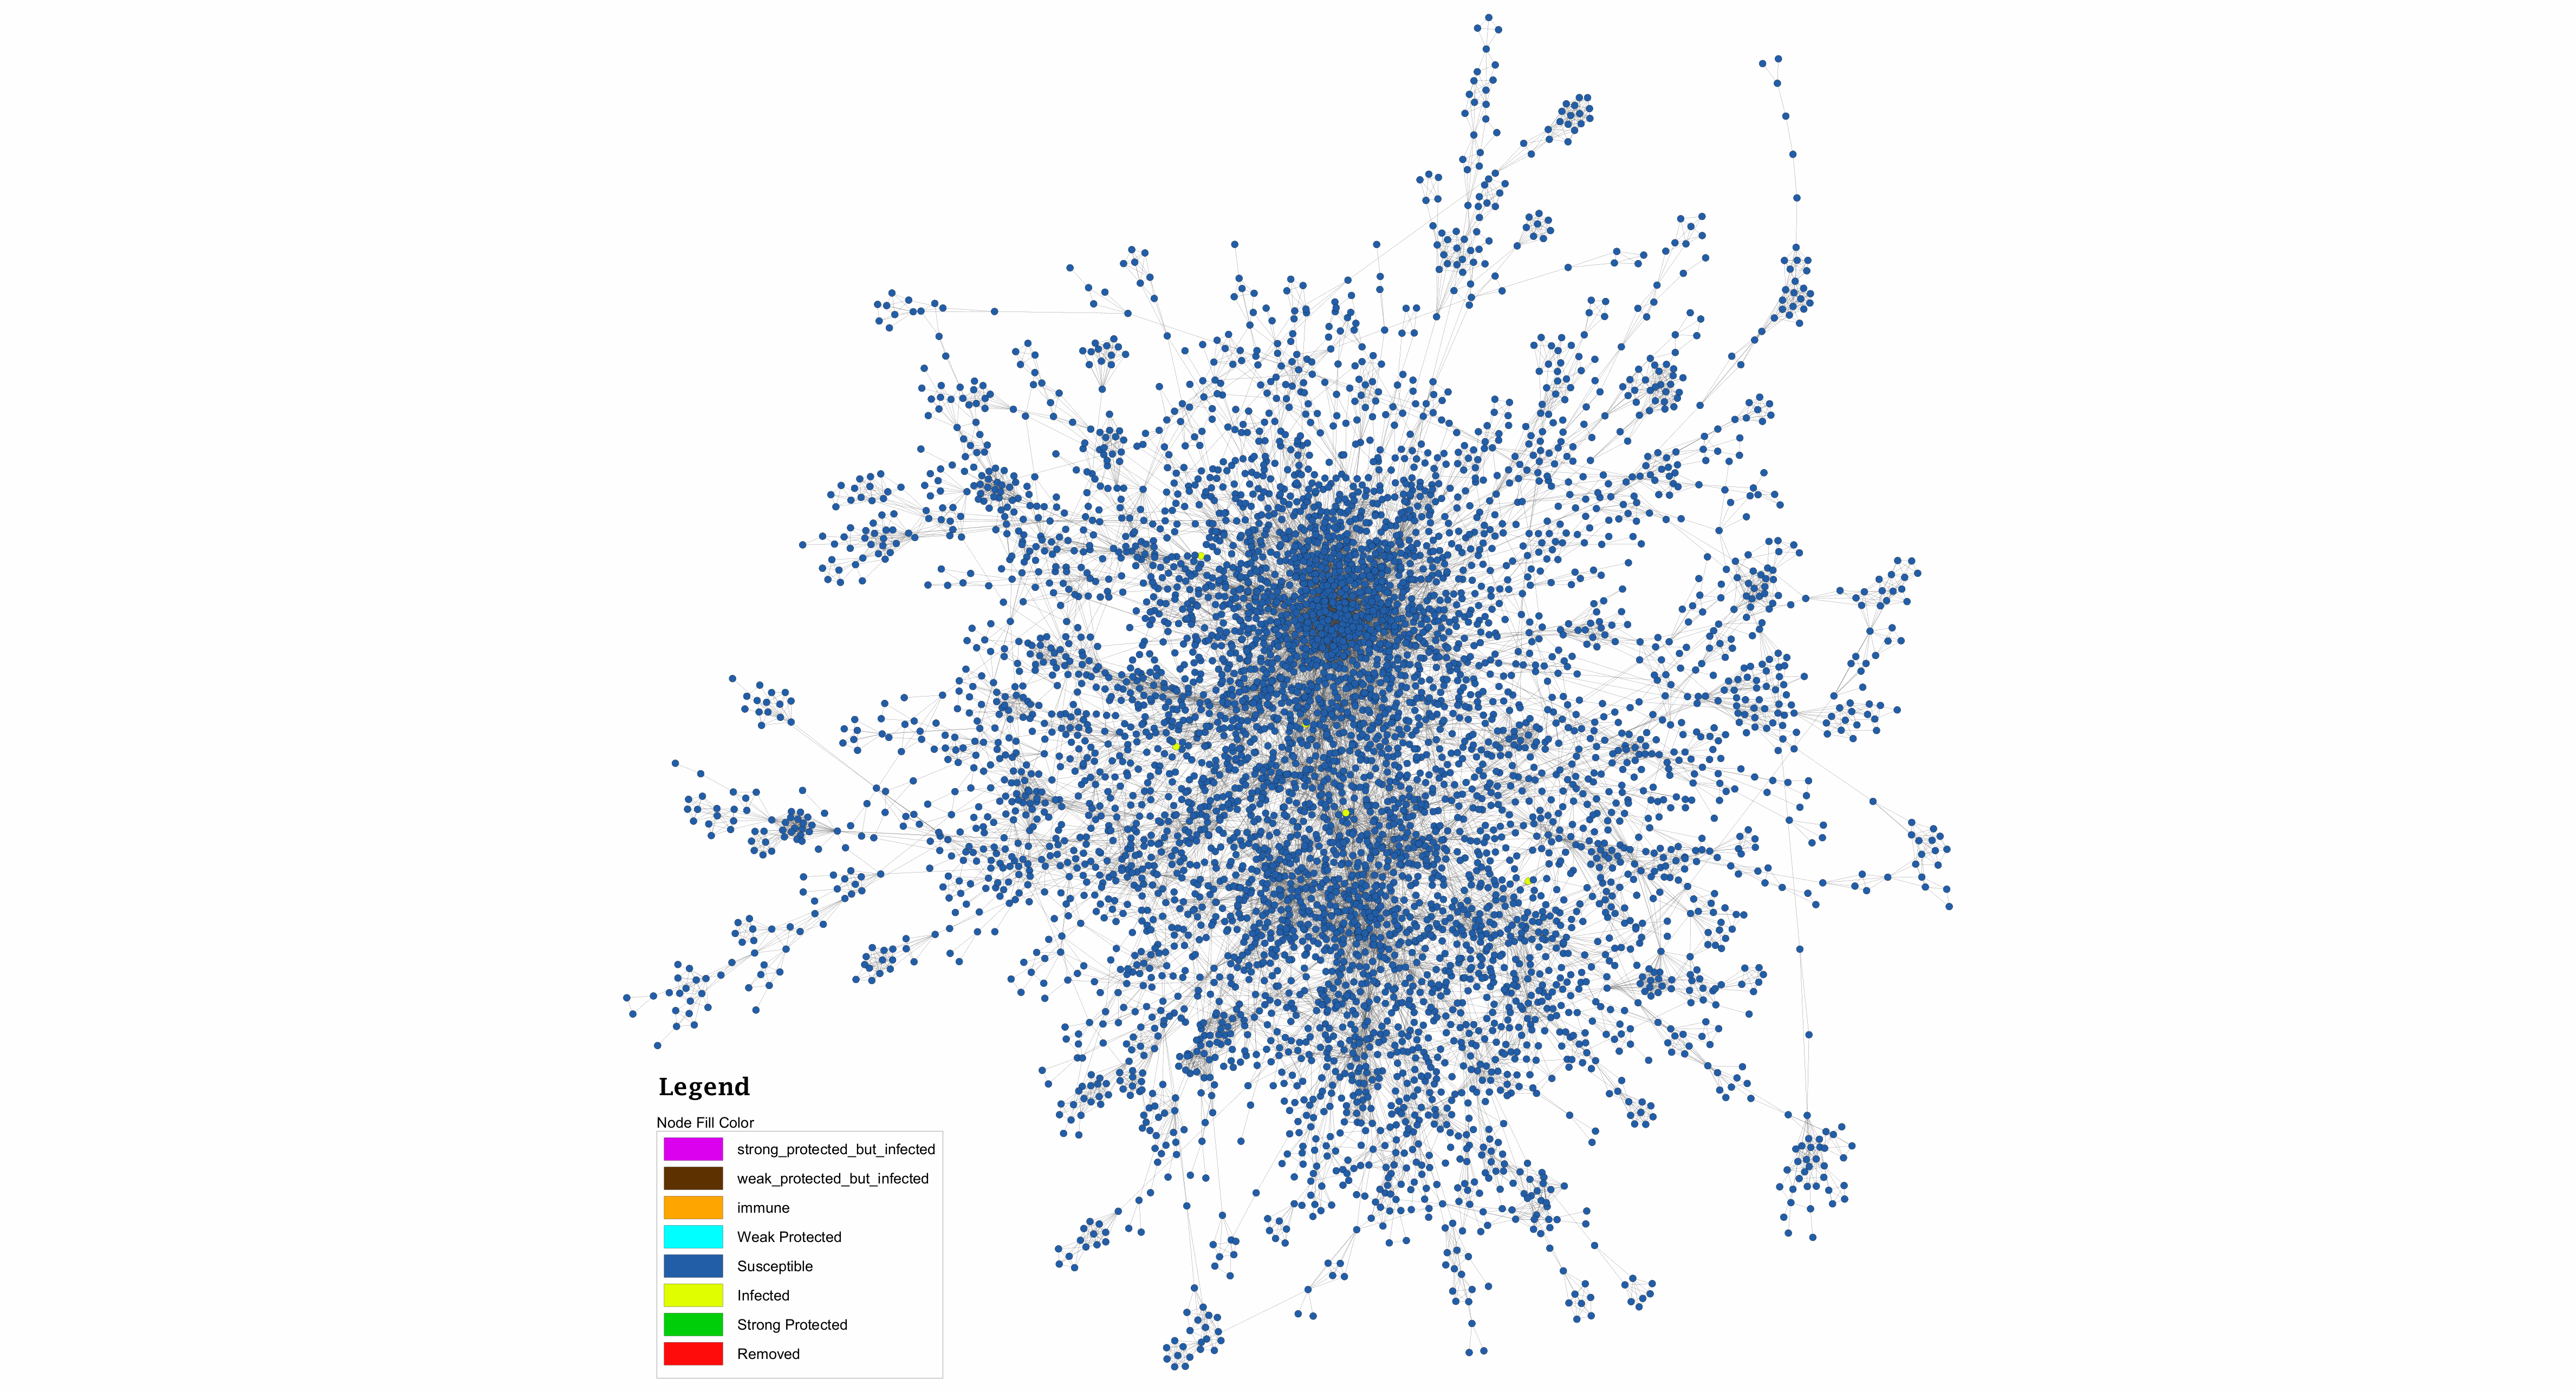 Legend
Node Fill Color
strong_protected_but_infected
weak_protected_but_infected
immune
Weak Protected
Susceptible
Infected
Strong Protected
Removed